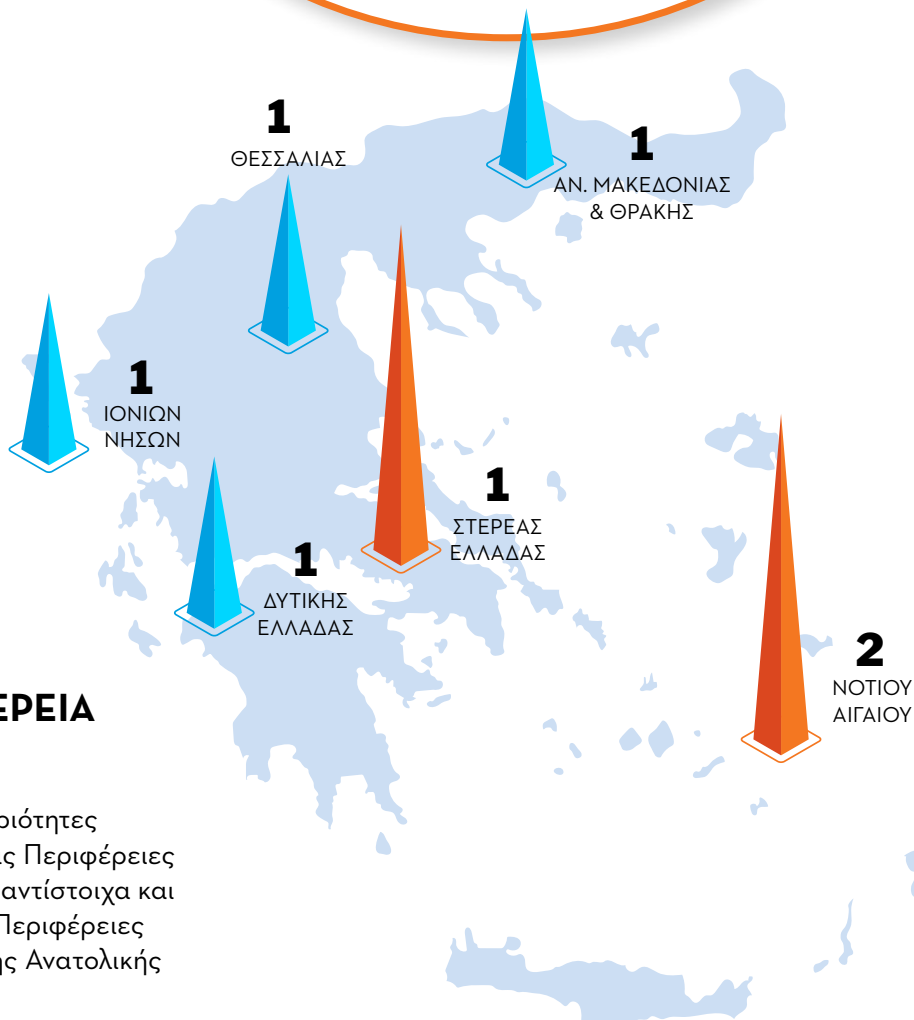 1
ΘΕΣΣΑΛΙΑΣ
1
ΑΝ. ΜΑΚΕΔΟΝΙΑΣ
& ΘΡΑΚΗΣ
1
ΙΟΝΙΩΝ
ΝΗΣΩΝ
1
ΣΤΕΡΕΑΣ
ΕΛΛΑΔΑΣ
1
ΔΥΤΙΚΗΣ
ΕΛΛΑΔΑΣ
2
ΝΟΤΙΟΥ
ΑΙΓΑΙΟΥ
ΕΡΕΙΑ
ριότητες
ς Περιφέρειες
αντίστοιχα και
Περιφέρειες
ης Ανατολικής